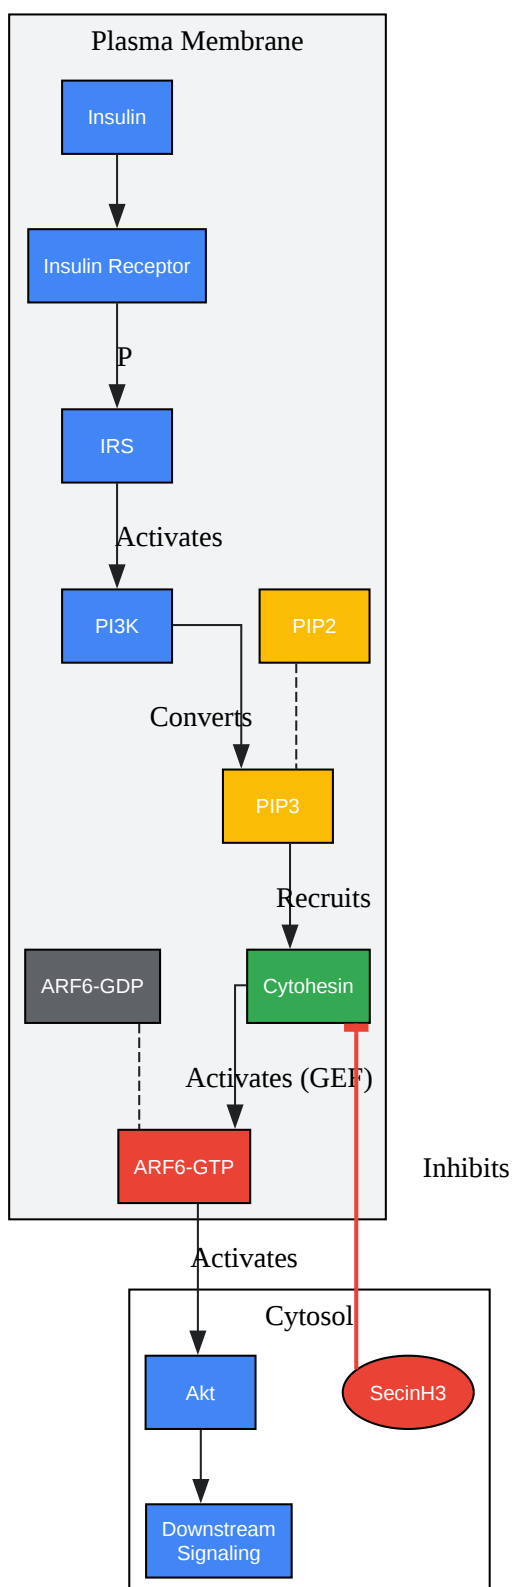 Plasma Membrane
Insulin
Insulin Receptor
P
IRS
Activates
PI3K
PIP2
Converts
PIP3
Recruits
ARF6-GDP
Cytohesin
Activates (GEF)
ARF6-GTP
Inhibits
Activates
Cytosol
Akt
SecinH3
Downstream
Signaling